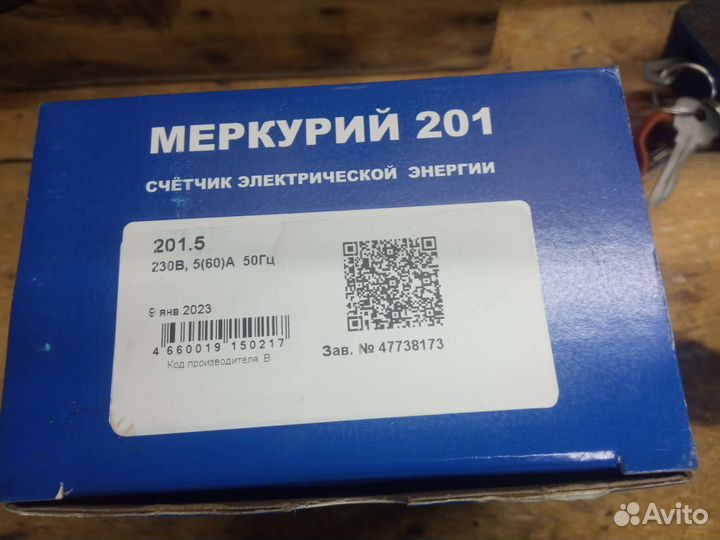 МЕРКУРИЙ 201
СЧЁТЧИК ЭЛЕКТРИЧЕСКОЙ ЭНЕРГИИ
201.5
230В, 5(60)А 50Гц
9 янв 2023
4 660019 150217
Код производителя. В
Зав. № 47738173
Avito